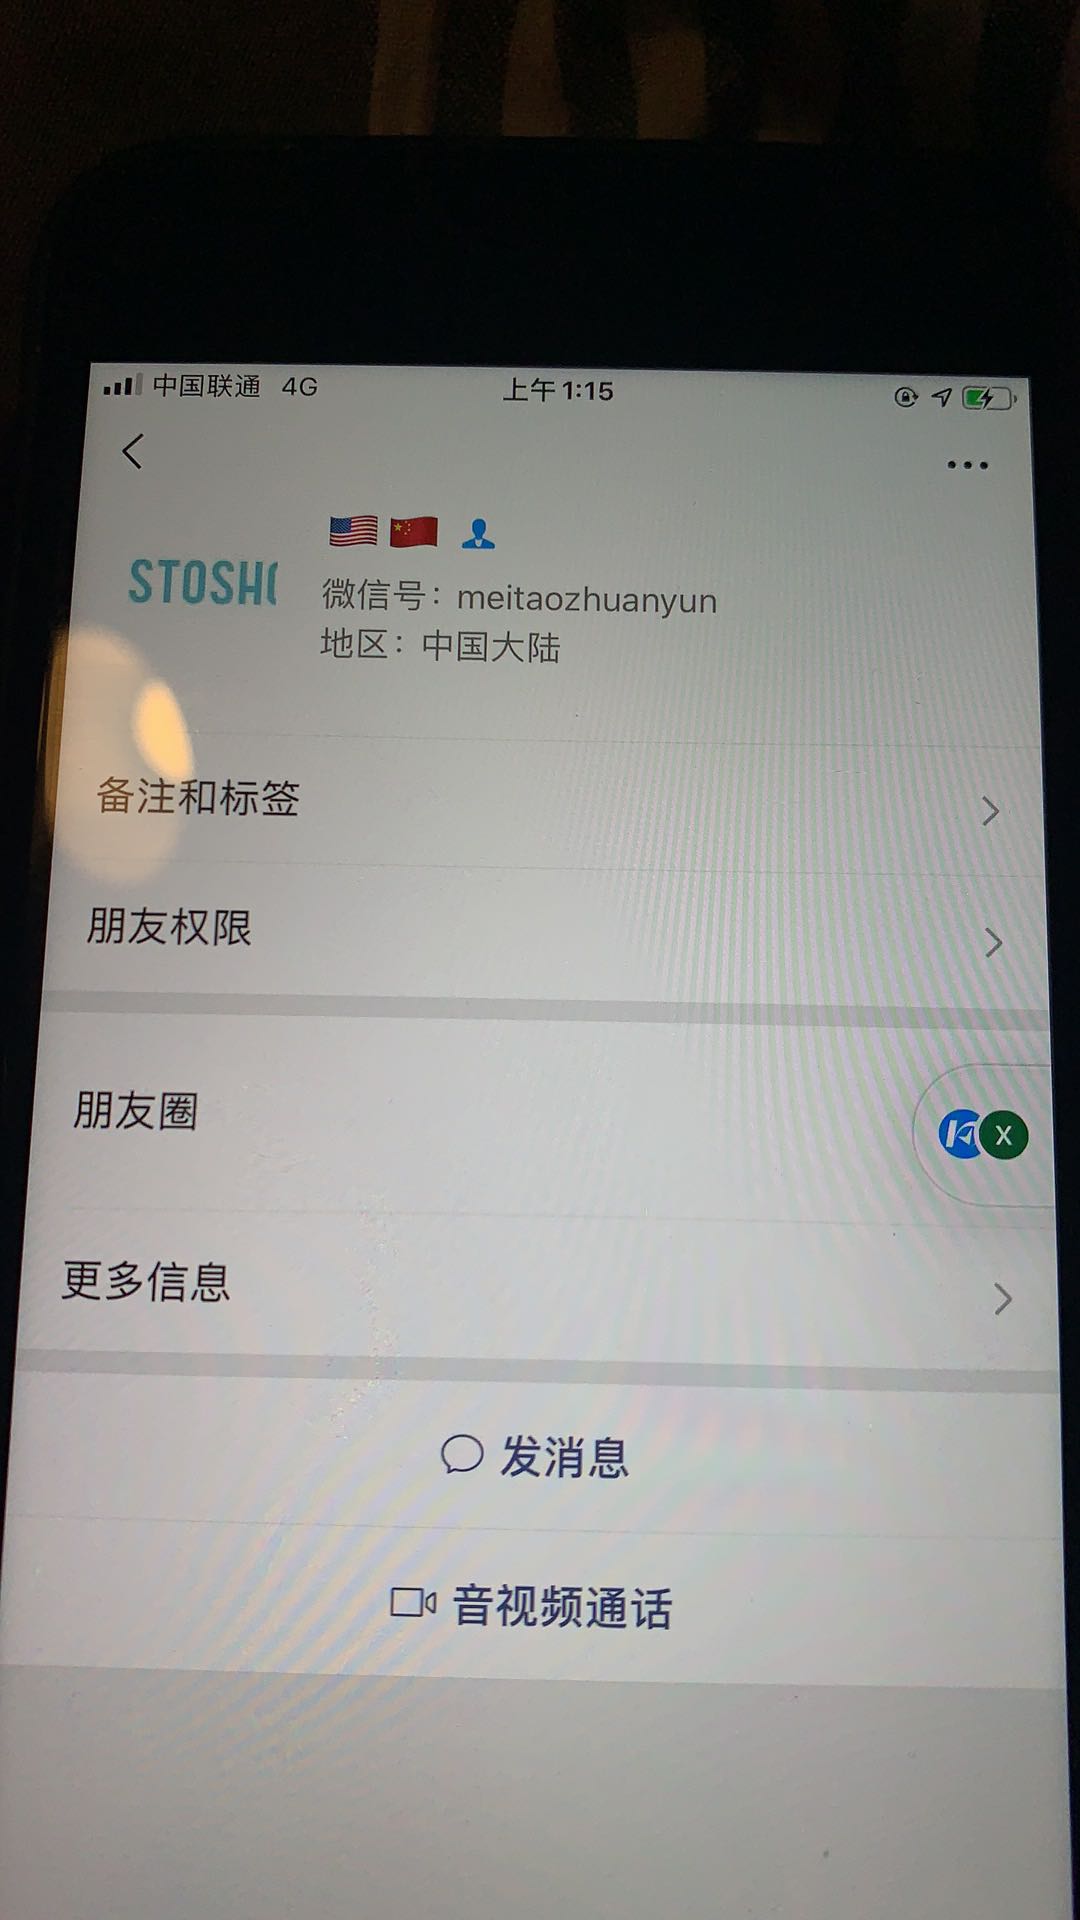 中国联通 4G 上午1:15
🇺🇸 🇨🇳 👤
STOSH
微信号：meitaozhuanyun
地区：中国大陆
备注和标签
朋友权限
朋友圈
X
更多信息
发消息
音视频通话